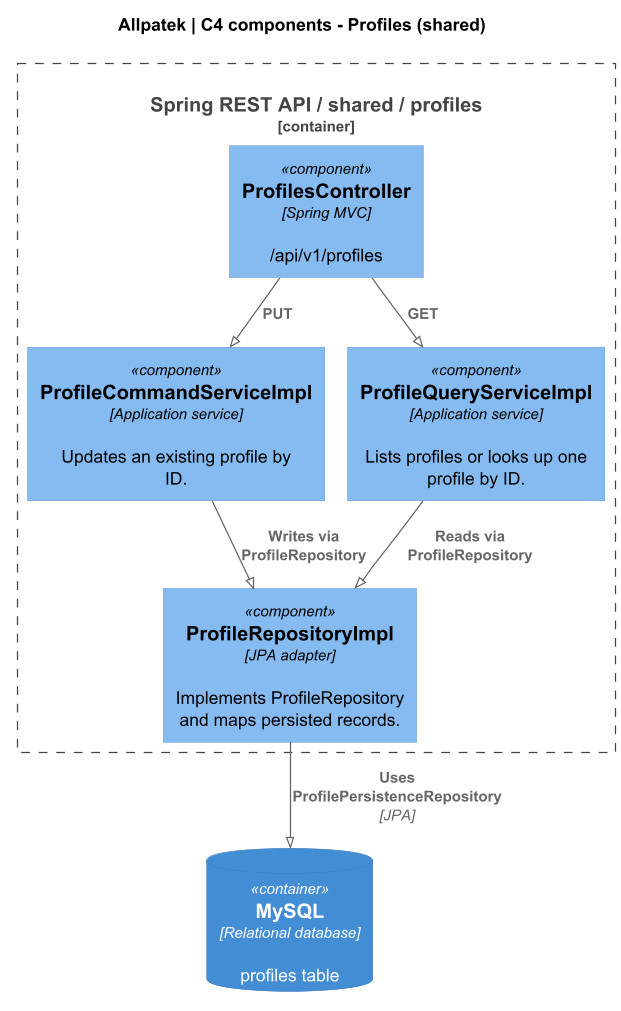 Allpatek | C4 components - Profiles (shared)
Spring REST API / shared / profiles
[container]
«component»
ProfilesController
[Spring MVC]
/api/v1/profiles
PUT
GET
«component»
ProfileCommandServiceImpl
[Application service]
Updates an existing profile by
ID.
«component»
ProfileQueryServiceImpl
[Application service]
Lists profiles or looks up one
profile by ID.
Writes via
ProfileRepository
Reads via
ProfileRepository
«component»
ProfileRepositoryImpl
[JPA adapter]
Implements ProfileRepository
and maps persisted records.
Uses
ProfilePersistenceRepository
[JPA]
«container»
MySQL
[Relational database]
profiles table